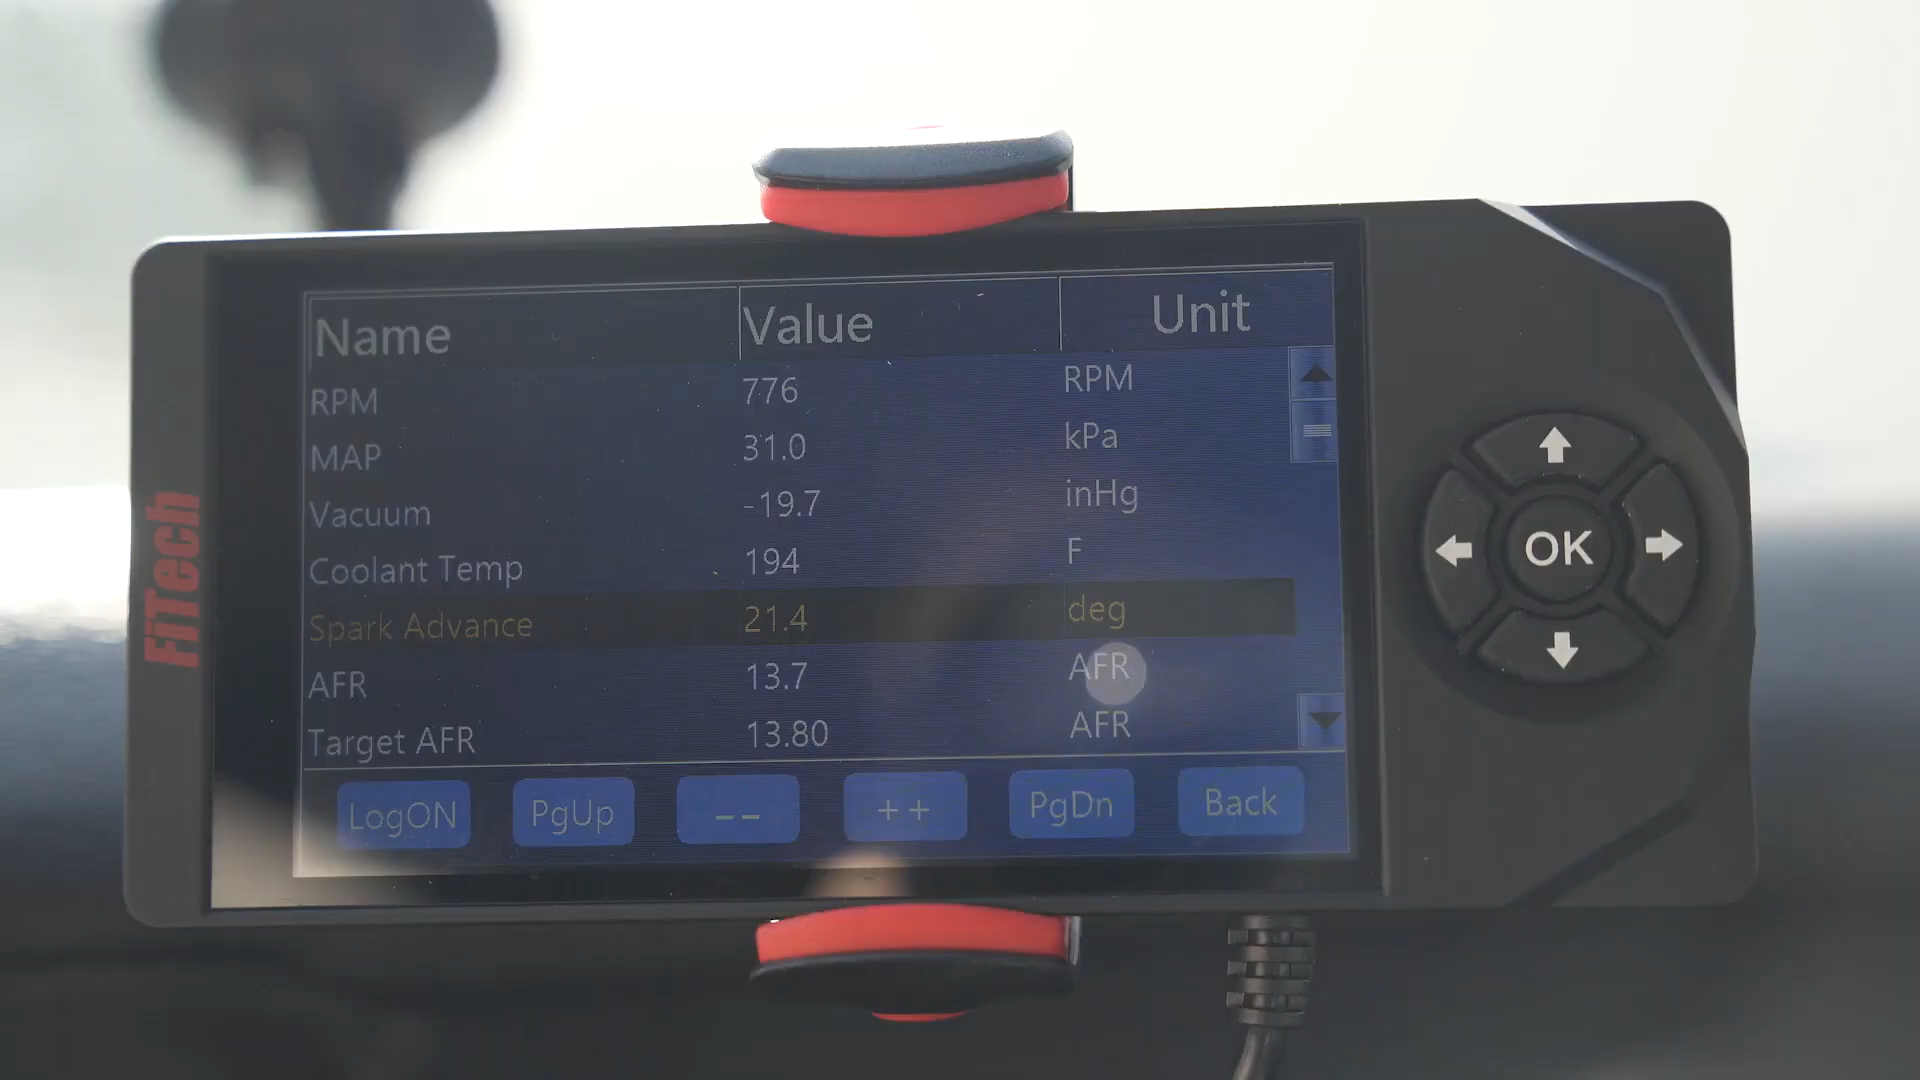 FiTech
Name Value Unit
RPM 776 RPM
MAP 31.0 kPa
Vacuum -19.7 inHg
Coolant Temp 194 F
Spark Advance 21.4 deg
AFR 13.7 AFR
Target AFR 13.80 AFR
LogON PgUp -- ++ PgDn Back
OK